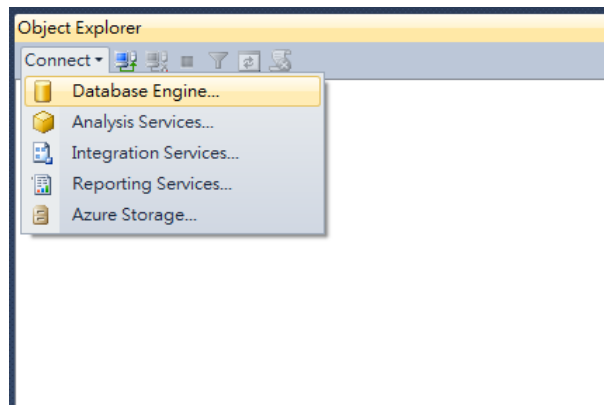 Object Explorer
Connect
Database Engine...
Analysis Services...
Integration Services...
Reporting Services...
Azure Storage...